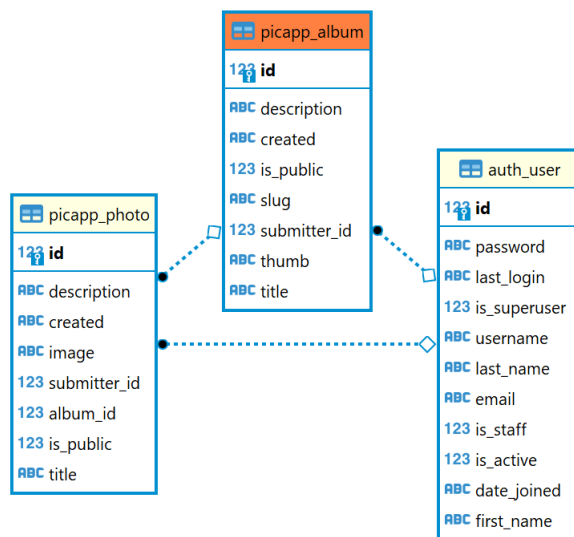 picapp_album
123 id
ABC description
ABC created
123 is_public
ABC slug
123 submitter_id
ABC thumb
ABC title
picapp_photo
123 id
ABC description
ABC created
ABC image
123 submitter_id
123 album_id
123 is_public
ABC title
auth_user
123 id
ABC password
ABC last_login
123 is_superuser
ABC username
ABC last_name
ABC email
123 is_staff
123 is_active
ABC date_joined
ABC first_name